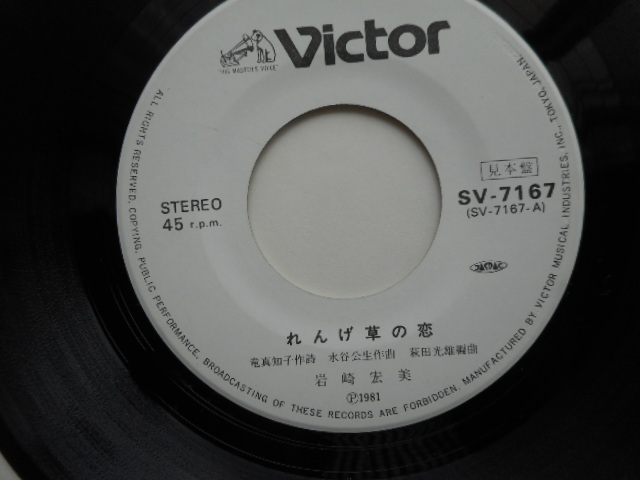 Victor
"HIS MASTER'S VOICE"
見本盤
STEREO
45 r.p.m.
SV-7167
(SV-7167-A)
JASRAC
れんげ草の恋
竜真知子作詩 水谷公生作曲 萩田光雄編曲
岩崎宏美
Ⓟ1981
ALL RIGHTS RESERVED. COPYING, PUBLIC PERFORMANCE, BROADCASTING OF THESE RECORDS ARE FORBIDDEN. MANUFACTURED BY VICTOR MUSICAL INDUSTRIES, INC., TOKYO, JAPAN